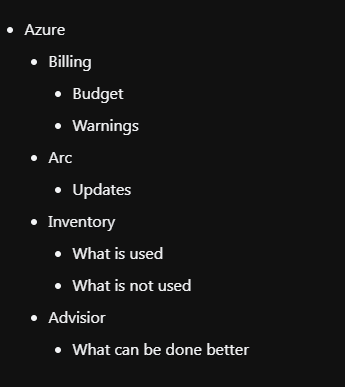 Azure
Billing
Budget
Warnings
Arc
Updates
Inventory
What is used
What is not used
Advisior
What can be done better